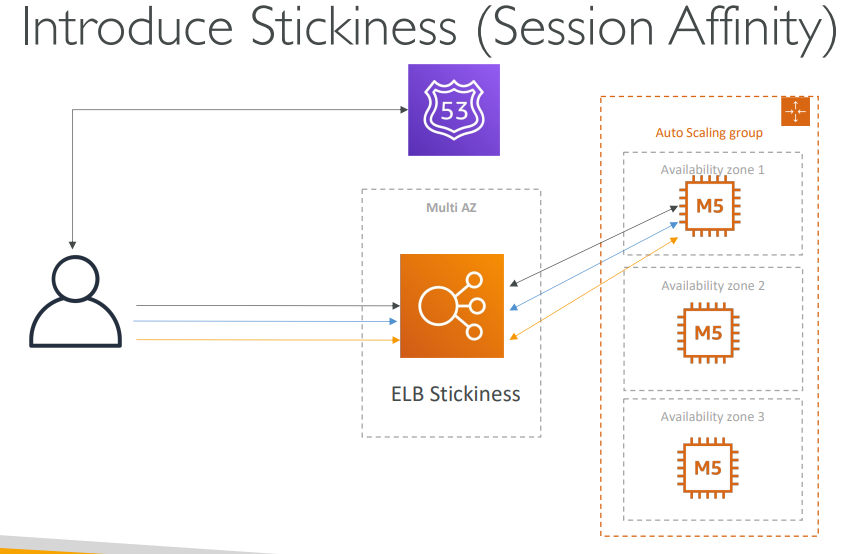 Introduce Stickiness (Session Affinity)
53
Auto Scaling group
Availability zone 1
M5
Multi AZ
Availability zone 2
M5
ELB Stickiness
Availability zone 3
M5